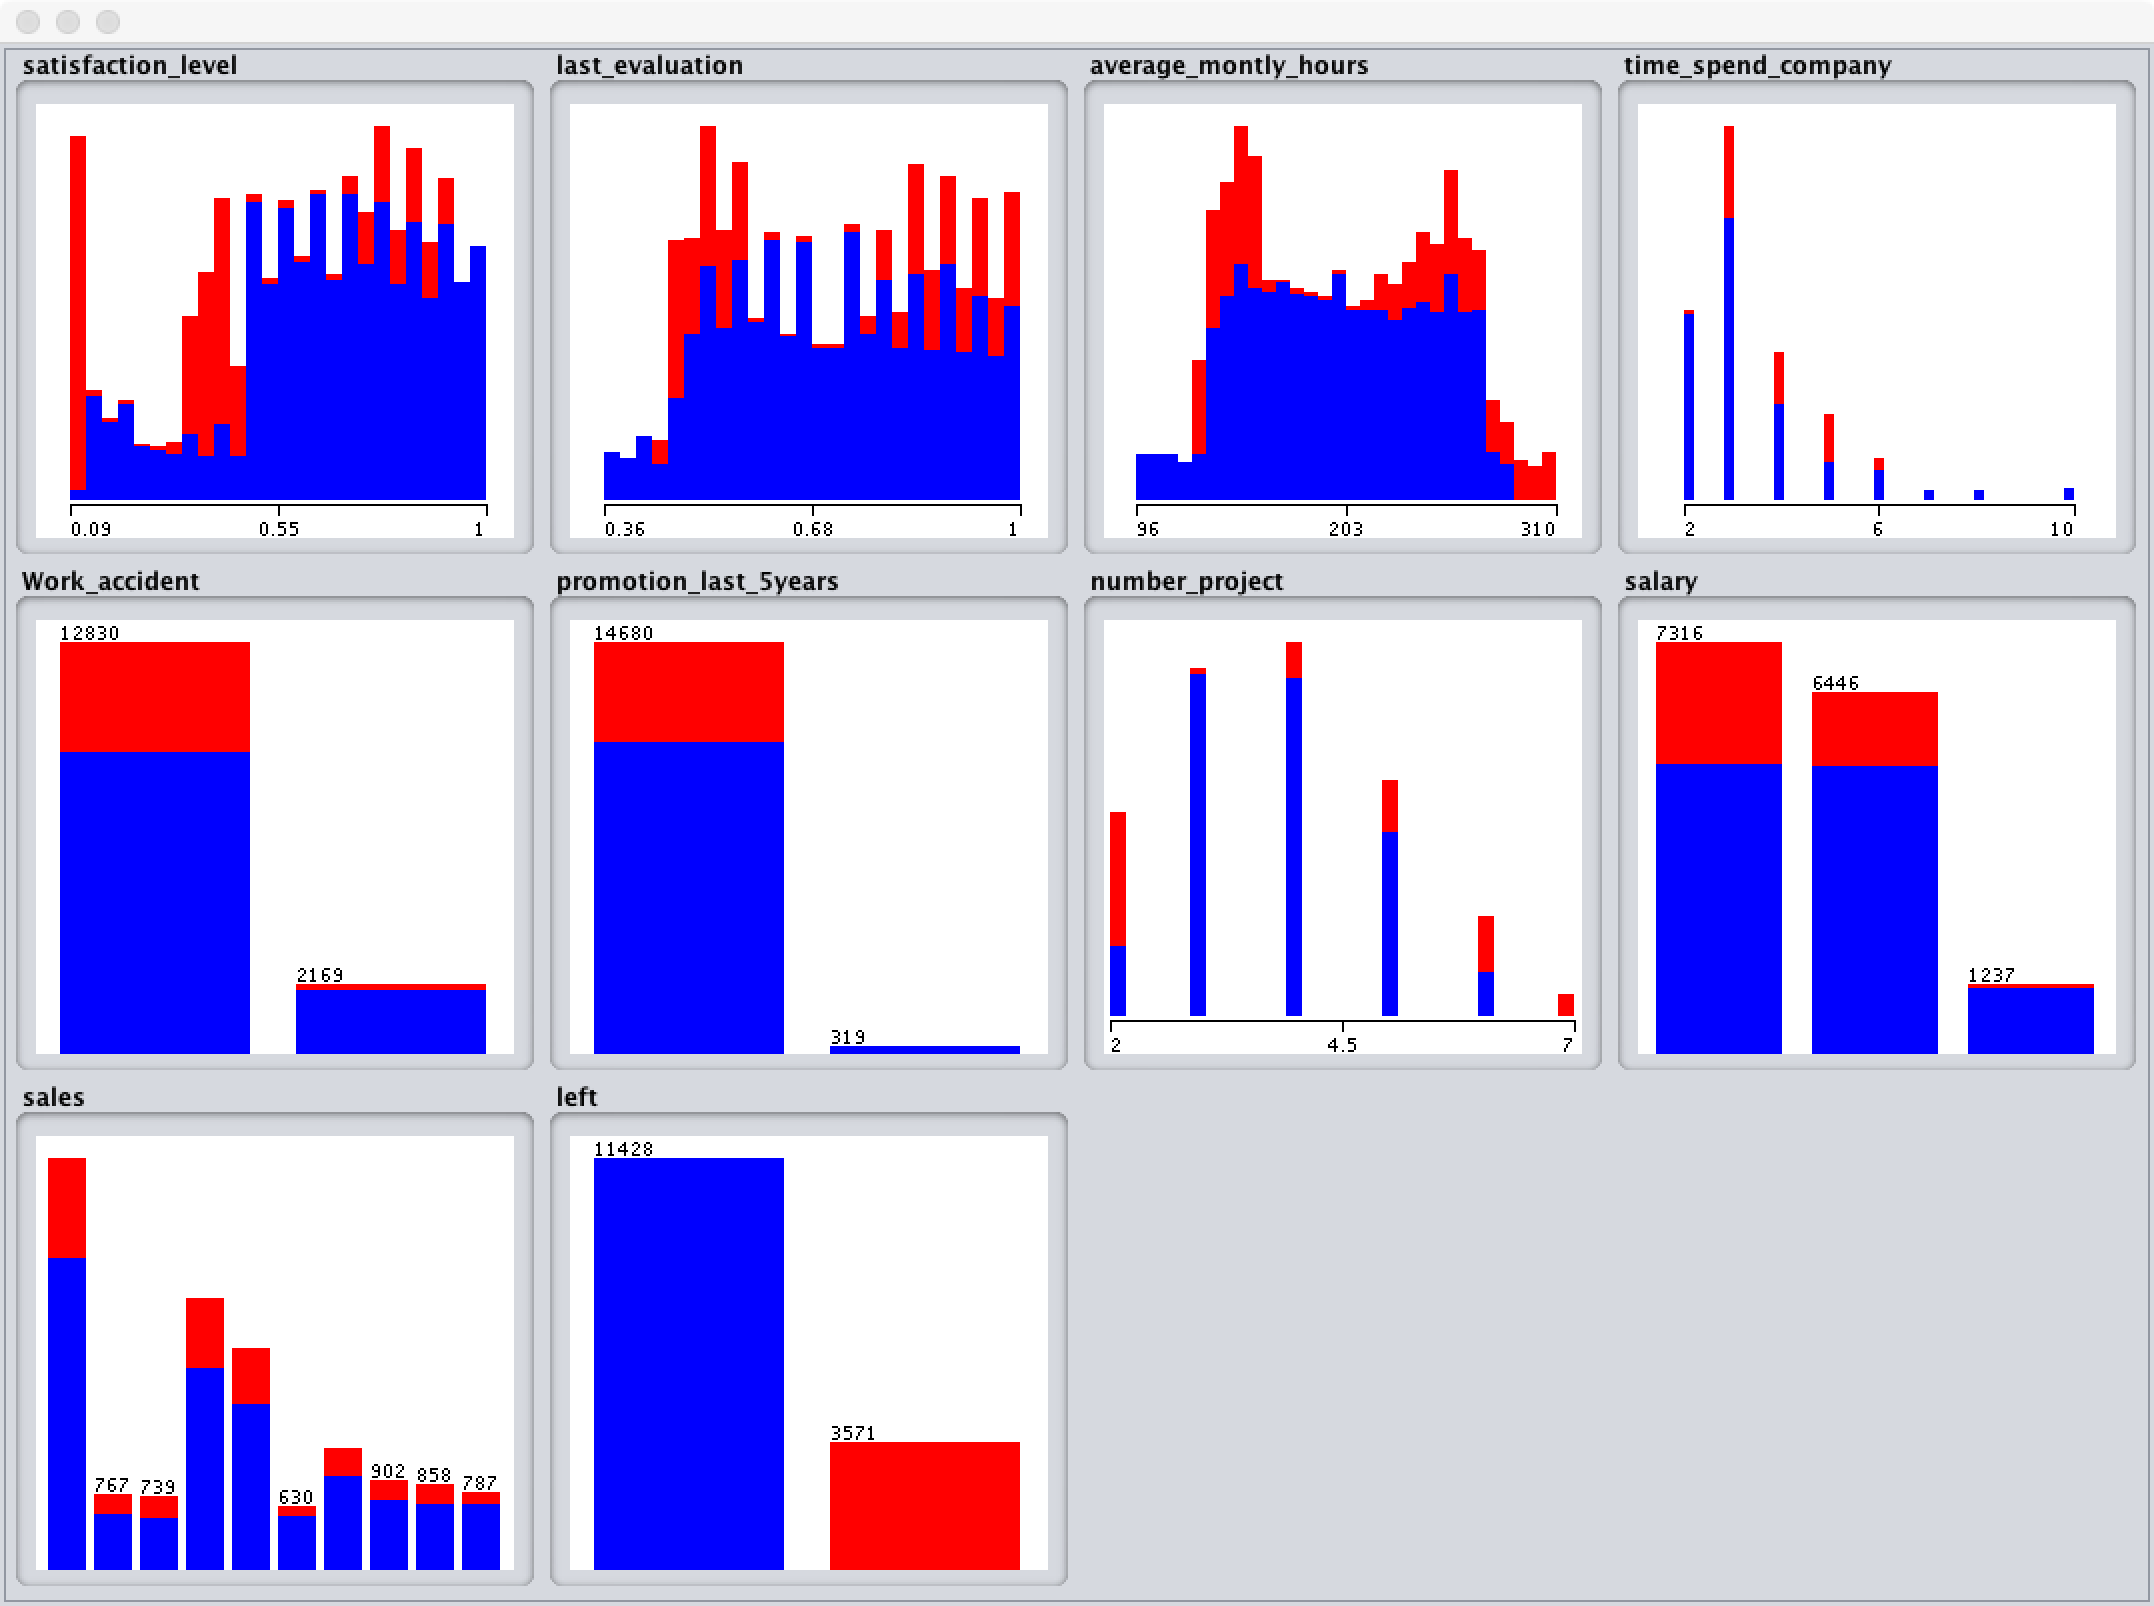 satisfaction_level last_evaluation average_montly_hours time_spend_company
0.09 0.55 1 0.36 0.68 1 96 203 310 2 6 10
Work_accident promotion_last_5years number_project salary
12830 14680 7316
6446
2169 1237
319
2 4.5 7
sales left
11428
3571
767 739 630 902 858 787